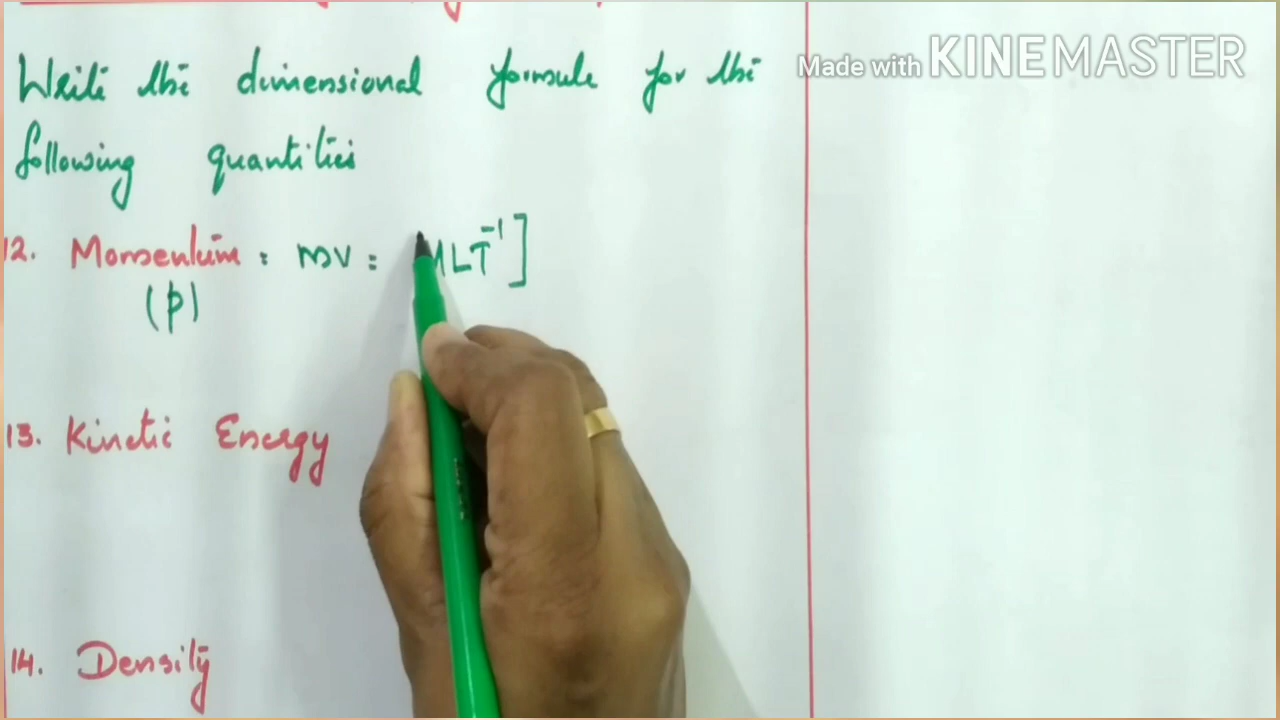 Made with KINEMASTER
Write the dimensional formula for the
following quantities
12. Momentum = mv = MLT⁻¹]
(p)
13. Kinetic Energy
14. Density